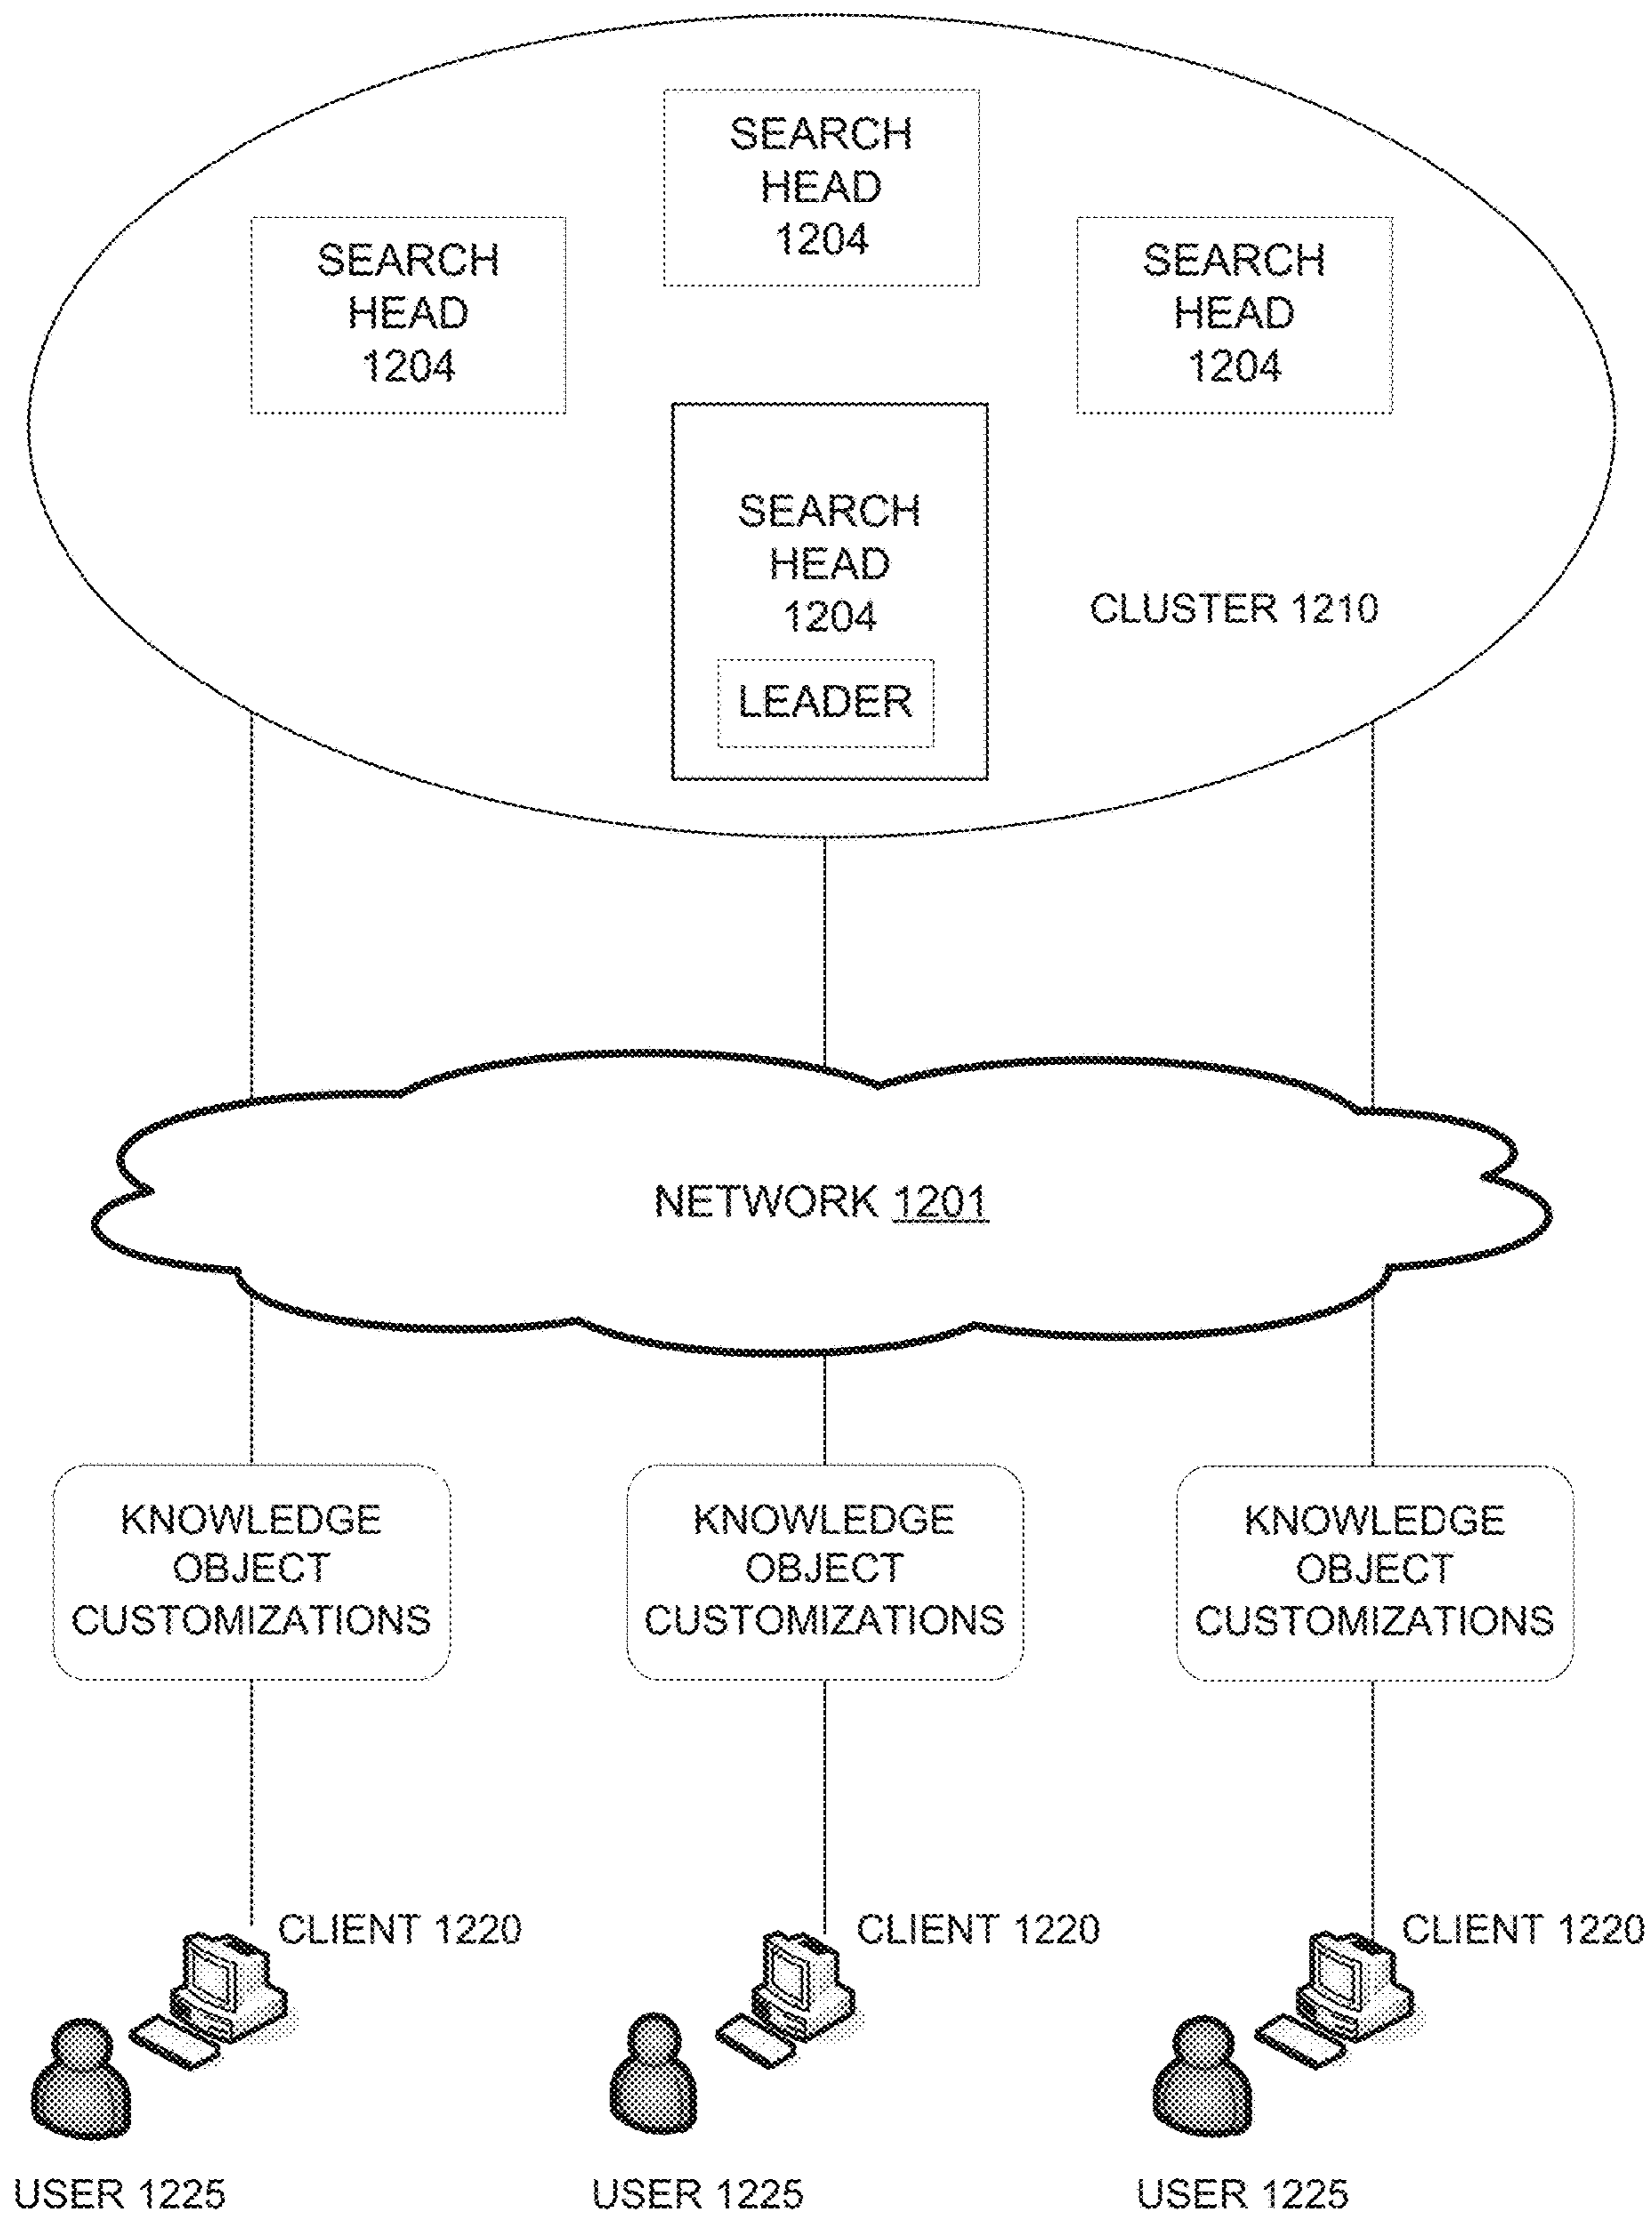 SEARCH
HEAD
1204
SEARCH
HEAD
1204
SEARCH
HEAD
1204
SEARCH
HEAD
1204
LEADER
CLUSTER 1210
NETWORK 1201
KNOWLEDGE
OBJECT
CUSTOMIZATIONS
KNOWLEDGE
OBJECT
CUSTOMIZATIONS
KNOWLEDGE
OBJECT
CUSTOMIZATIONS
CLIENT 1220
CLIENT 1220
CLIENT 1220
USER 1225
USER 1225
USER 1225